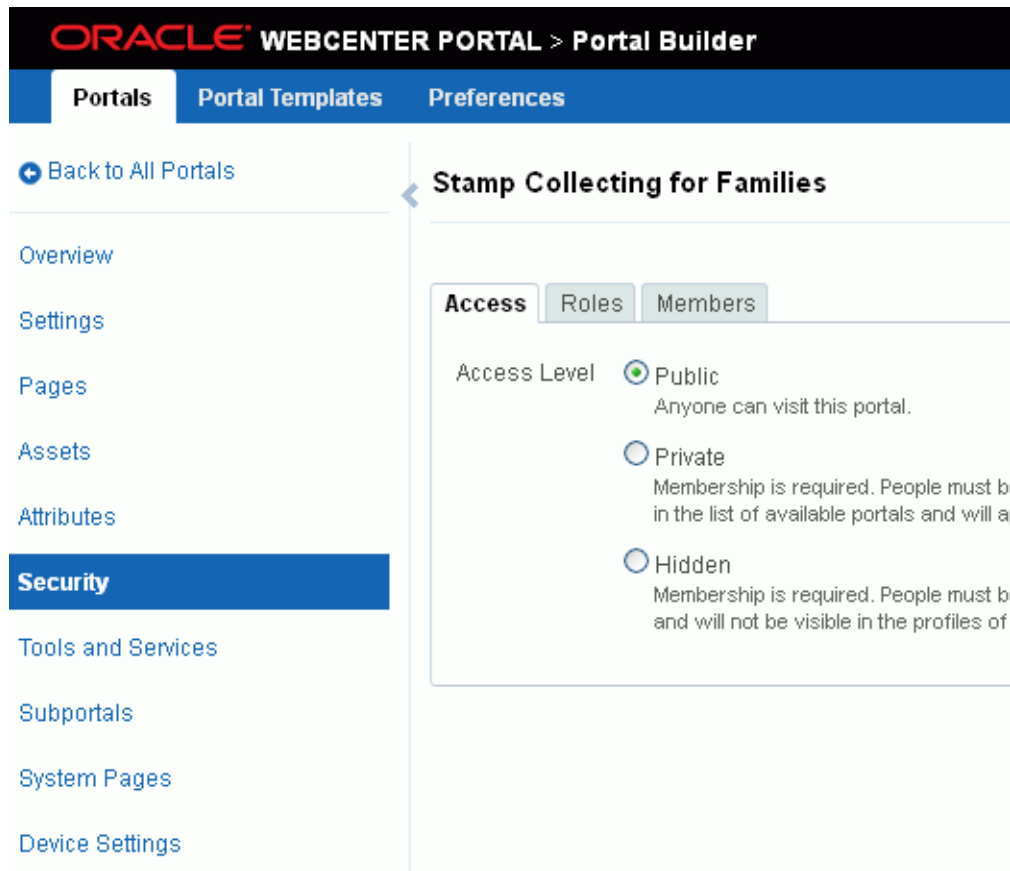 ORACLE WEBCENTER PORTAL > Portal Builder
Portals Portal Templates Preferences
Back to All Portals
Stamp Collecting for Families
Overview
Settings
Pages
Assets
Attributes
Security
Tools and Services
Subportals
System Pages
Device Settings
Access Roles Members
Access Level
Public
Anyone can visit this portal.
Private
Membership is required. People must
in the list of available portals and will
Hidden
Membership is required. People must
and will not be visible in the profiles of